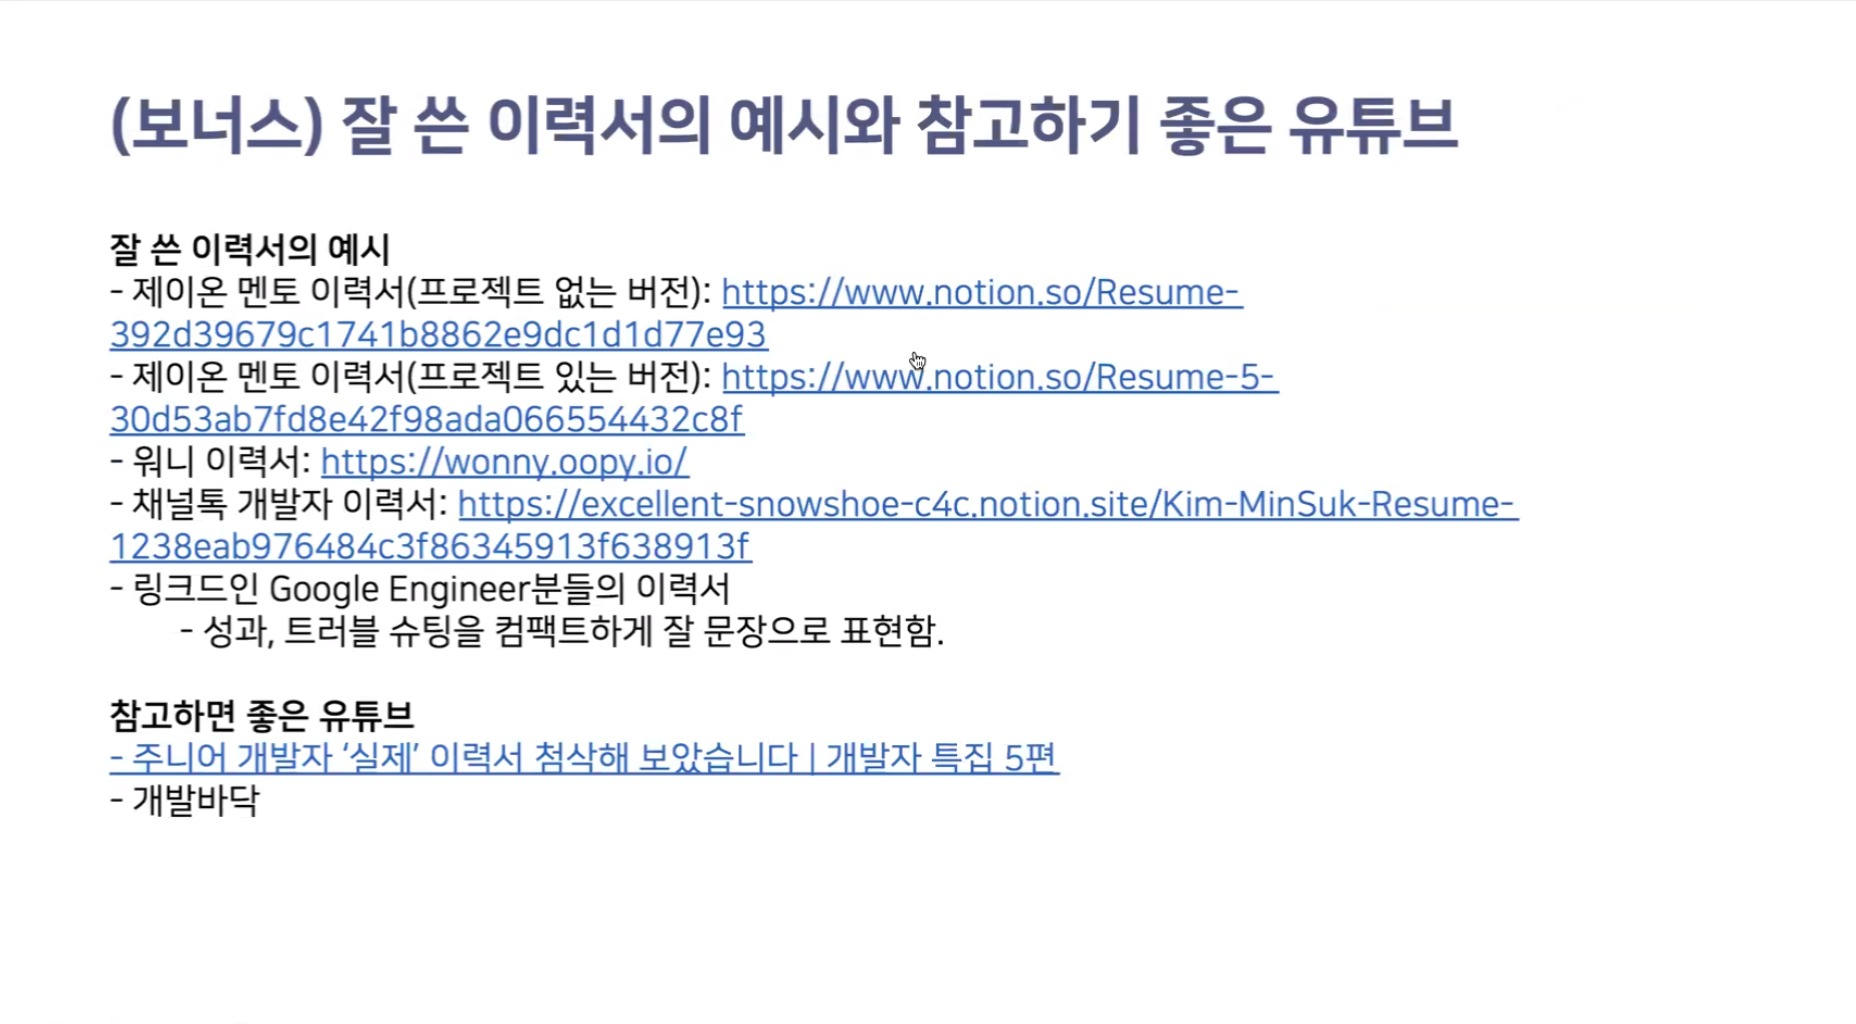 (보너스) 잘 쓴 이력서의 예시와 참고하기 좋은 유튜브
잘 쓴 이력서의 예시
- 제이온 멘토 이력서(프로젝트 없는 버전): https://www.notion.so/Resume-
392d39679c1741b8862e9dc1d1d77e93
- 제이온 멘토 이력서(프로젝트 있는 버전): https://www.notion.so/Resume-5-
30d53ab7fd8e42f98ada066554432c8f
- 워니 이력서: https://wonny.oopy.io/
- 채널톡 개발자 이력서: https://excellent-snowshoe-c4c.notion.site/Kim-MinSuk-Resume-
1238eab976484c3f86345913f638913f
- 링크드인 Google Engineer분들의 이력서
- 성과, 트러블 슈팅을 컴팩트하게 잘 문장으로 표현함.
참고하면 좋은 유튜브
- 주니어 개발자 ‘실제’ 이력서 첨삭해 보았습니다 | 개발자 특집 5편
- 개발바닥